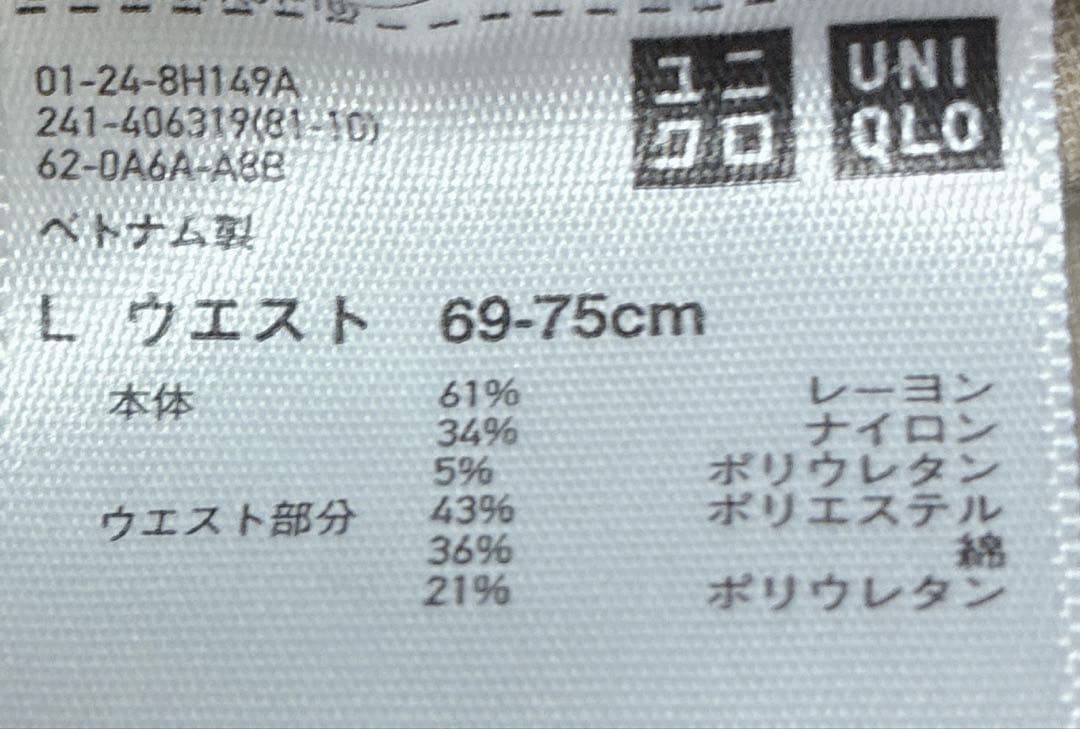 ユニクロ
UNIQLO
01-24-8H149A
241-406319(81-10)
62-0A6A-A8B
ベトナム製
L ウエスト 69-75cm
本体 61% レーヨン
34% ナイロン
5% ポリウレタン
ウエスト部分 43% ポリエステル
36% 綿
21% ポリウレタン